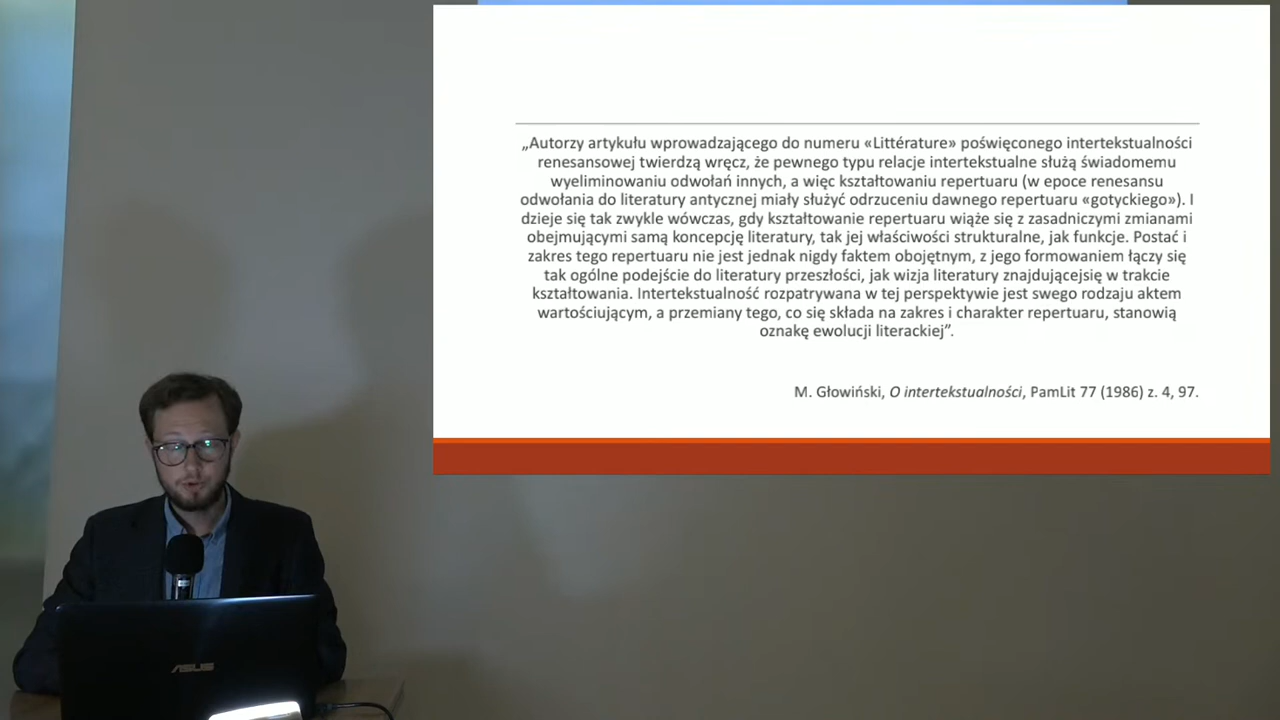 „Autorzy artykułu wprowadzającego do numeru «Littérature» poświęconego intertekstualności
renesansowej twierdzą wręcz, że pewnego typu relacje intertekstualne służą świadomemu
wyeliminowaniu odwołań innych, a więc kształtowaniu repertuaru (w epoce renesansu
odwołania do literatury antycznej miały służyć odrzuceniu dawnego repertuaru «gotyckiego»). I
dzieje się tak zwykle wówczas, gdy kształtowanie repertuaru wiąże się z zasadniczymi zmianami
obejmującymi samą koncepcję literatury, tak jej właściwości strukturalne, jak funkcje. Postać i
zakres tego repertuaru nie jest jednak nigdy faktem obojętnym, z jego formowaniem łączy się
tak ogólne podejście do literatury przeszłości, jak wizja literatury znajdującejsię w trakcie
kształtowania. Intertekstualność rozpatrywana w tej perspektywie jest swego rodzaju aktem
wartościującym, a przemiany tego, co się składa na zakres i charakter repertuaru, stanowią
oznakę ewolucji literackiej”.
M. Głowiński, O intertekstualności, PamLit 77 (1986) z. 4, 97.
ASUS